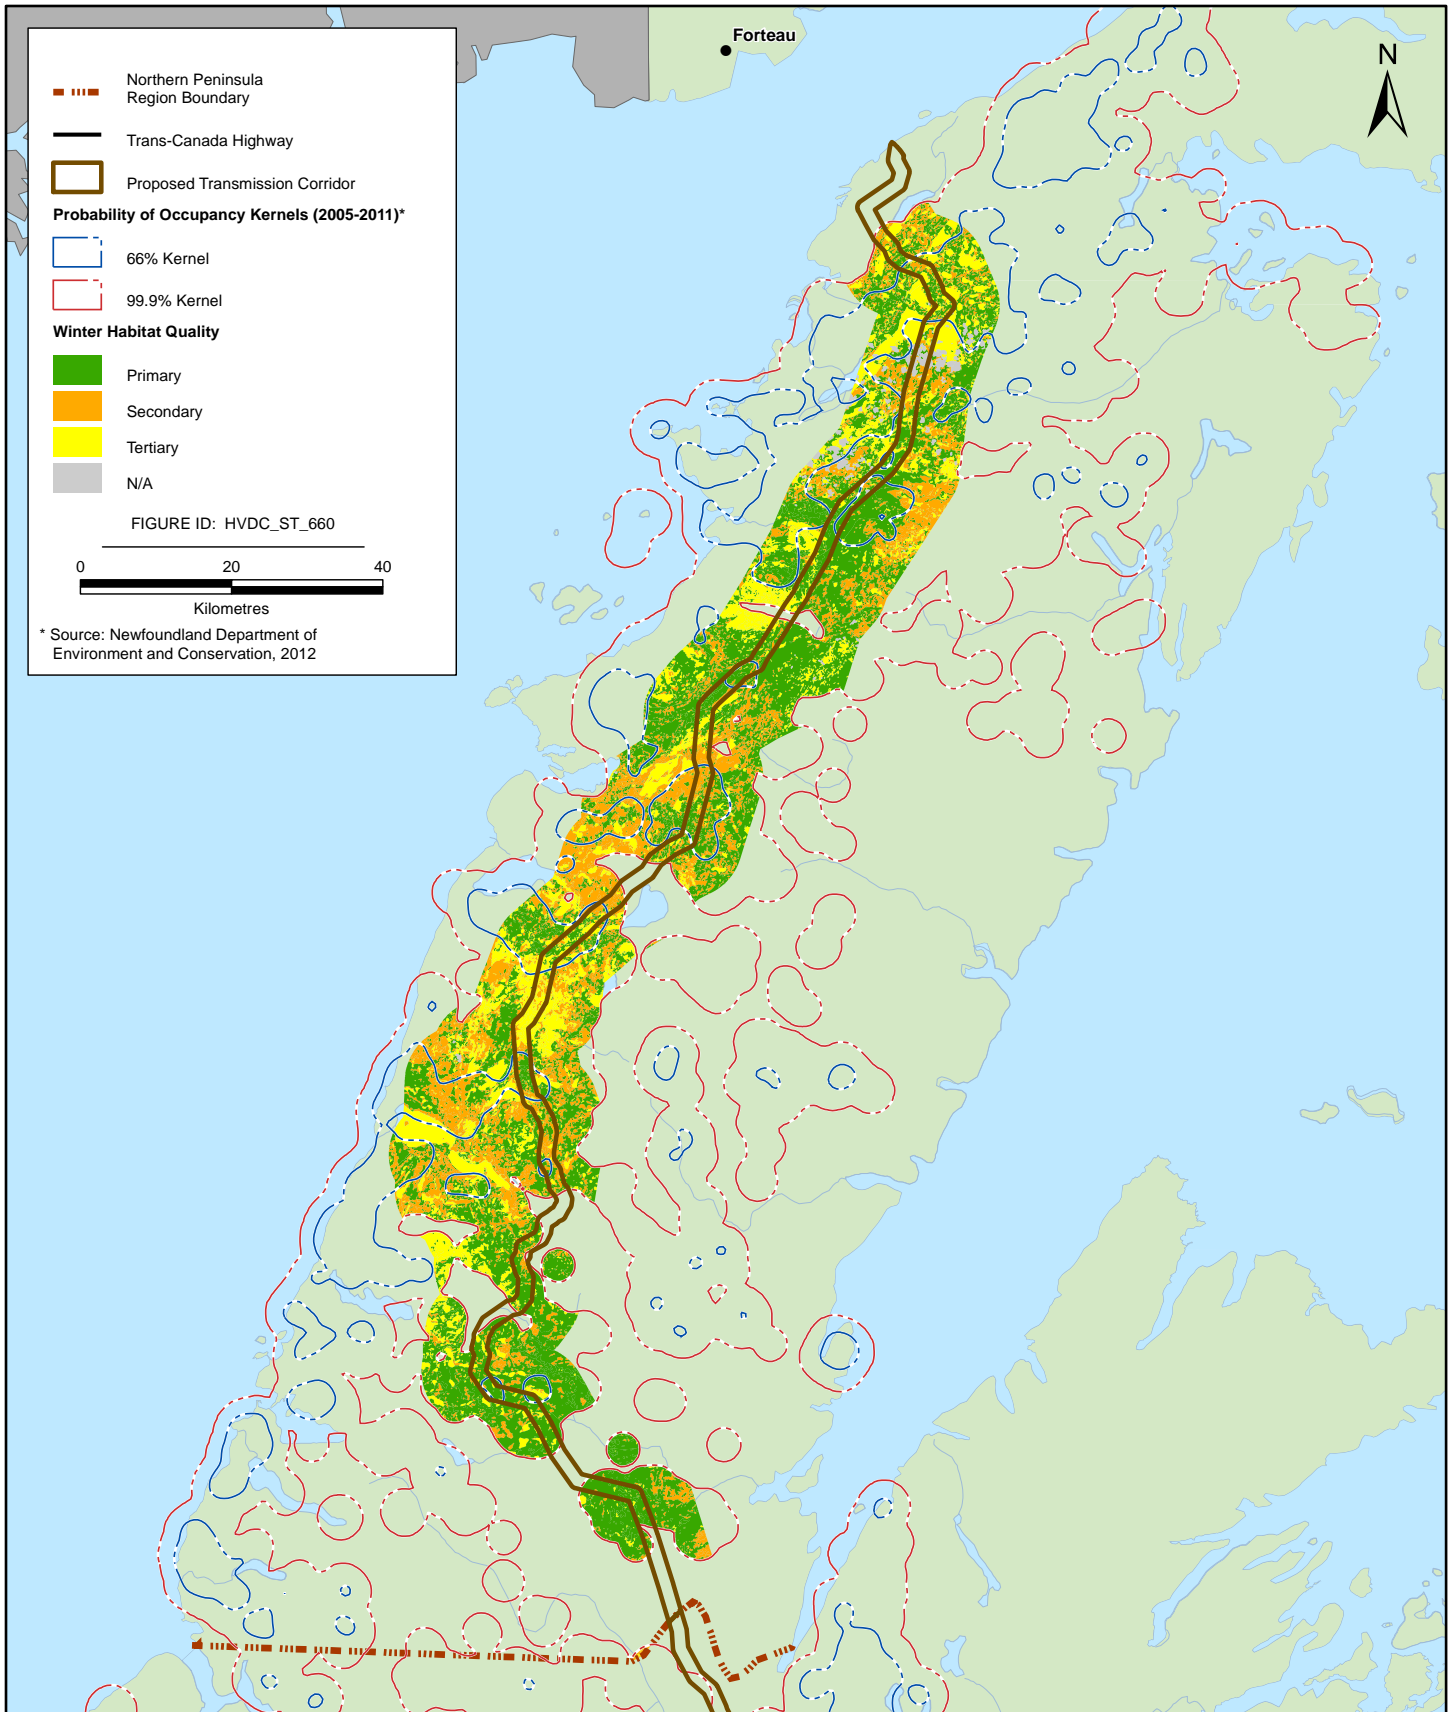 Forteau
N
Northern Peninsula
Region Boundary
Trans-Canada Highway
Proposed Transmission Corridor
Probability of Occupancy Kernels (2005-2011)*
66% Kernel
99.9% Kernel
Winter Habitat Quality
Primary
Secondary
Tertiary
N/A
FIGURE ID: HVDC_ST_660
0 20 40
Kilometres
* Source: Newfoundland Department of
Environment and Conservation, 2012